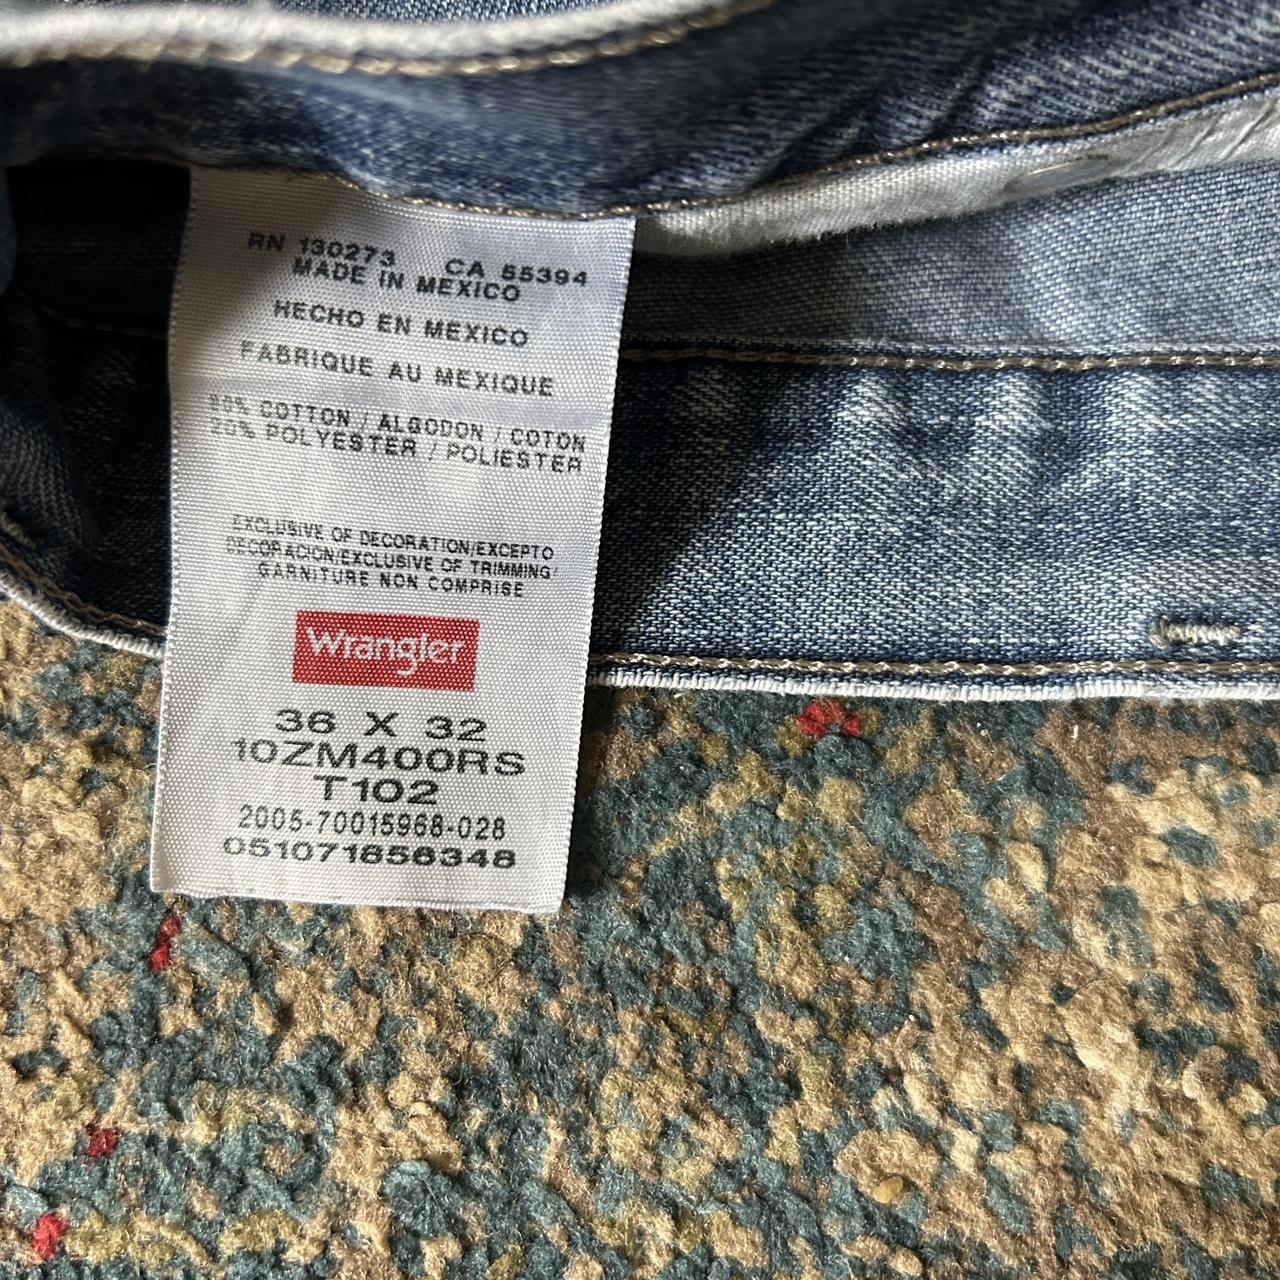 RN 130273 CA 55394
MADE IN MEXICO
HECHO EN MEXICO
FABRIQUE AU MEXIQUE
80% COTTON / ALGODON / COTON
20% POLYESTER / POLIESTER
EXCLUSIVE OF DECORATION/EXCEPTO
DECORACION/EXCLUSIVE OF TRIMMING
GARNITURE NON COMPRISE
Wrangler
36 X 32
10ZM400RS
T102
2005-70015968-028
051071656348